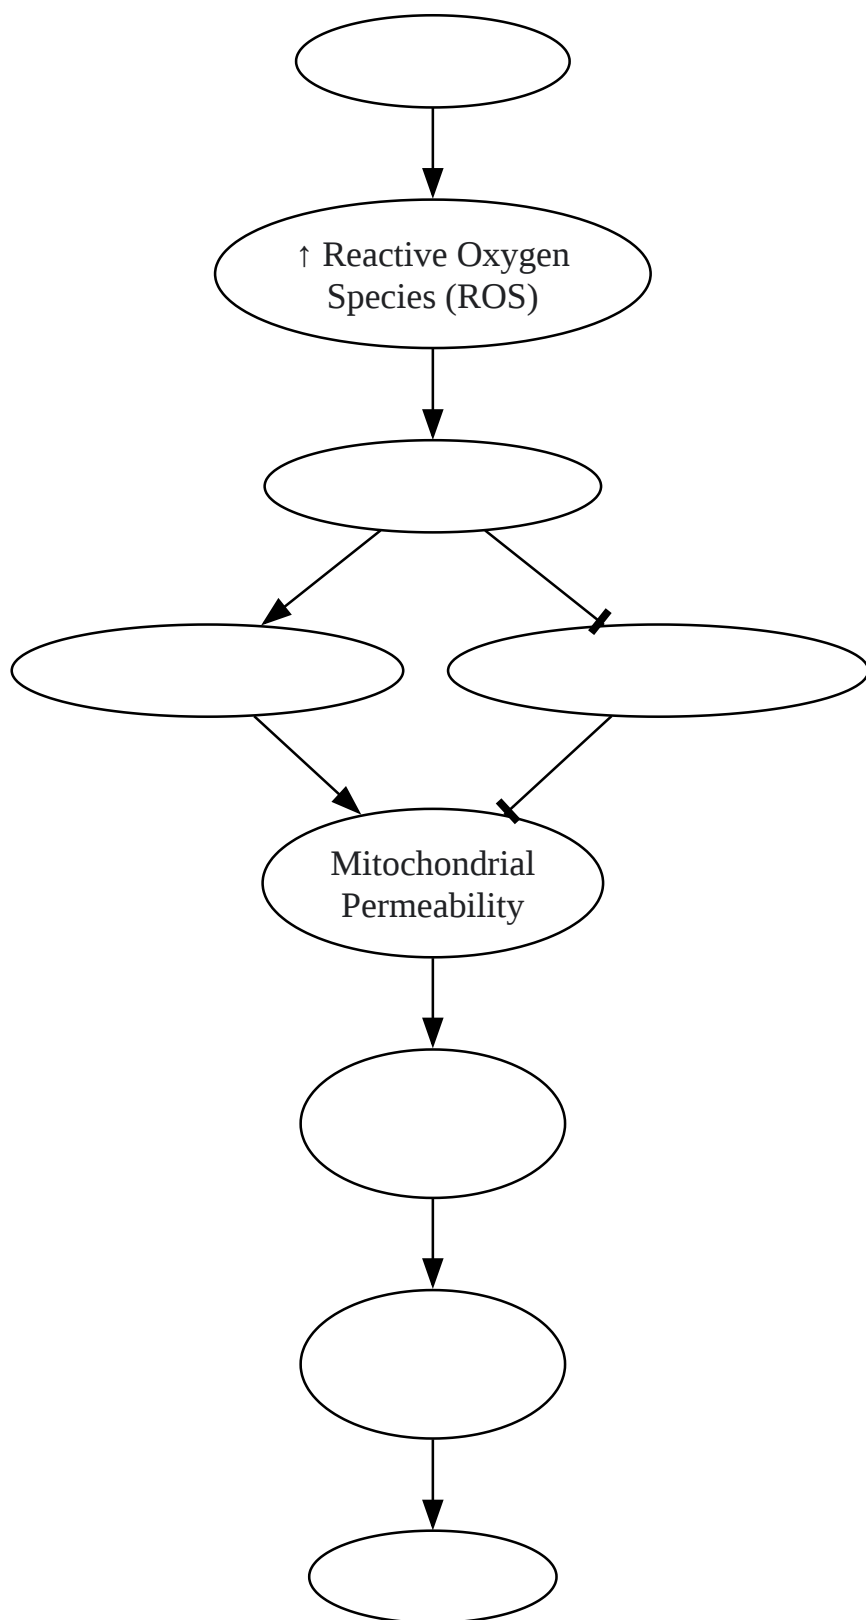 ↑ Reactive Oxygen
Species (ROS)
Mitochondrial
Permeability